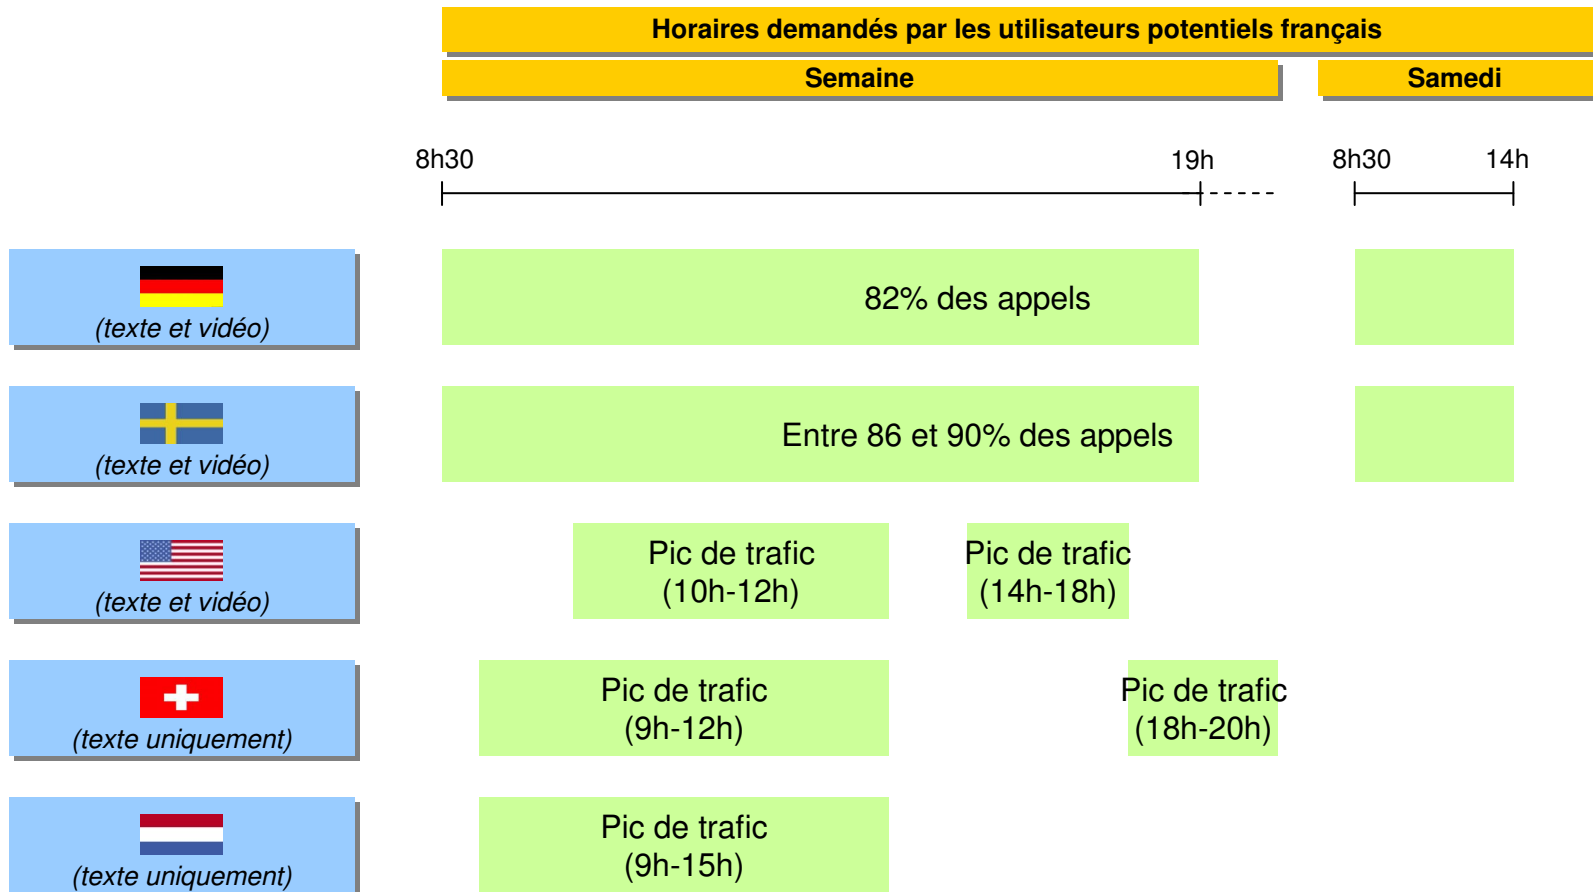 Horaires demandés par les utilisateurs potentiels français
Semaine
Samedi
8h30
19h
8h30
14h
(texte et vidéo)
82% des appels
(texte et vidéo)
Entre 86 et 90% des appels
(texte et vidéo)
Pic de trafic
(10h-12h)
Pic de trafic
(14h-18h)
(texte uniquement)
Pic de trafic
(9h-12h)
Pic de trafic
(18h-20h)
(texte uniquement)
Pic de trafic
(9h-15h)